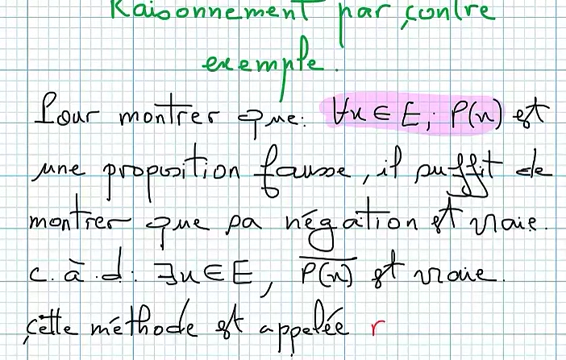 Raisonnement par contre
exemple.
Pour montrer que: ∀x ∈ E; P(x) est
une proposition fausse, il suffit de
montrer que sa négation est vraie.
c.à.d: ∃x ∈ E, P̅(̅x̅)̅ est vraie.
cette méthode est appelée r